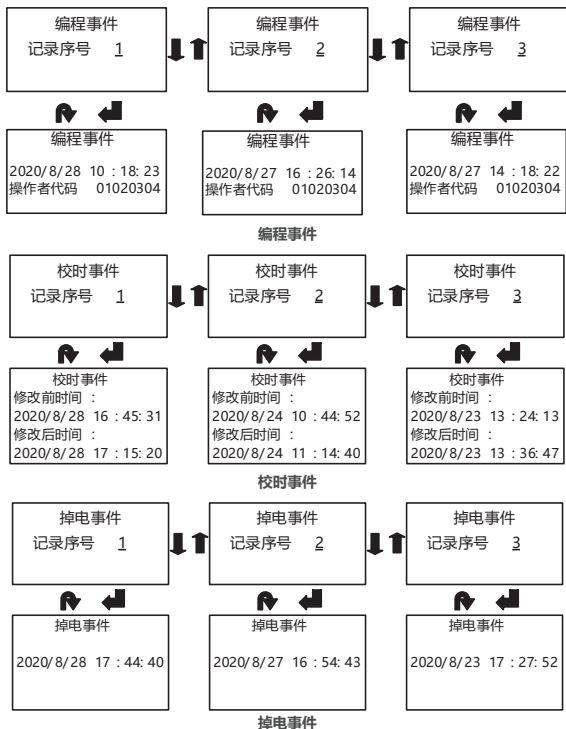 编程事件
记录序号 1
编程事件
记录序号 2
编程事件
记录序号 3
编程事件
2020/8/28 10 : 18: 23
操作者代码 01020304
编程事件
2020/8/27 16 : 26: 14
操作者代码 01020304
编程事件
2020/8/27 14 : 18: 22
操作者代码 01020304
编程事件
校时事件
记录序号 1
校时事件
记录序号 2
校时事件
记录序号 3
校时事件
修改前时间 :
2020/8/28 16 : 45: 31
修改后时间 :
2020/8/28 17 : 15: 20
校时事件
修改前时间 :
2020/8/24 10 : 44: 52
修改后时间 :
2020/8/24 11 : 14: 40
校时事件
修改前时间 :
2020/8/23 13 : 24: 13
修改后时间 :
2020/8/23 13 : 36: 47
校时事件
掉电事件
记录序号 1
掉电事件
记录序号 2
掉电事件
记录序号 3
掉电事件
2020/8/28 17 : 44: 40
掉电事件
2020/8/27 16 : 54: 43
掉电事件
2020/8/23 17 : 27: 52
掉电事件